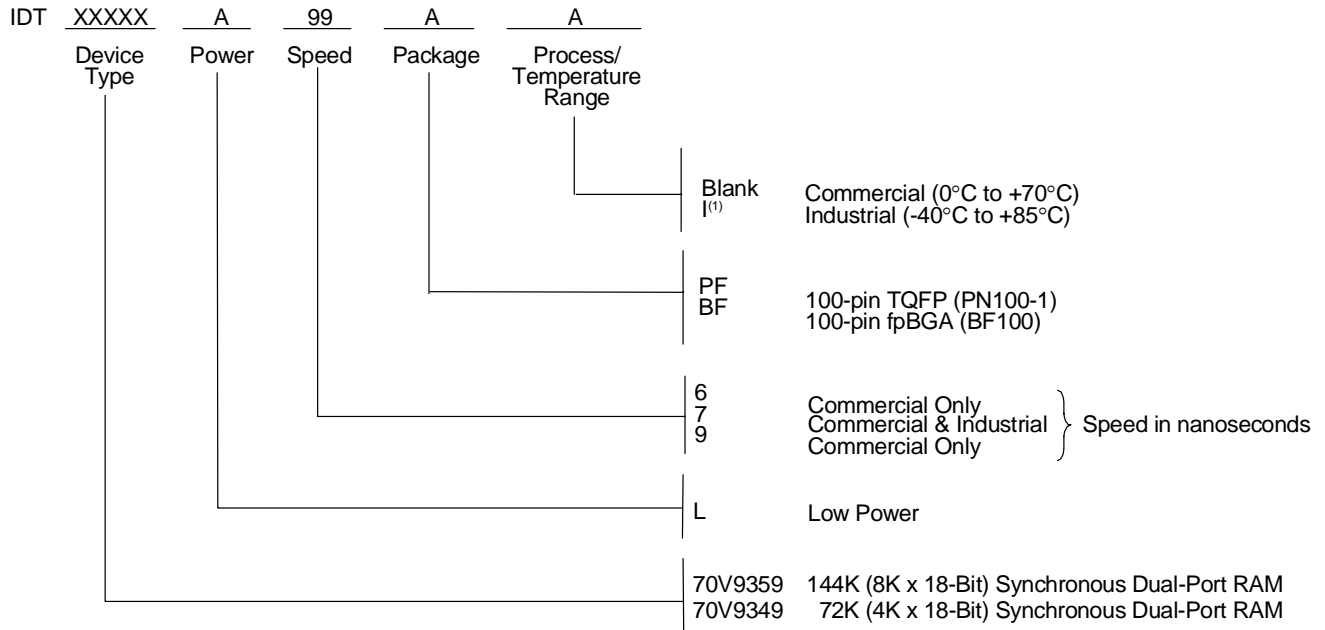 IDT XXXXX A 99 A A
Device Type Power Speed Package Process/ Temperature Range
Blank Commercial (0°C to +70°C)
I(1) Industrial (-40°C to +85°C)
PF 100-pin TQFP (PN100-1)
BF 100-pin fpBGA (BF100)
6 Commercial Only
7 Commercial & Industrial Speed in nanoseconds
9 Commercial Only
L Low Power
70V9359 144K (8K x 18-Bit) Synchronous Dual-Port RAM
70V9349 72K (4K x 18-Bit) Synchronous Dual-Port RAM